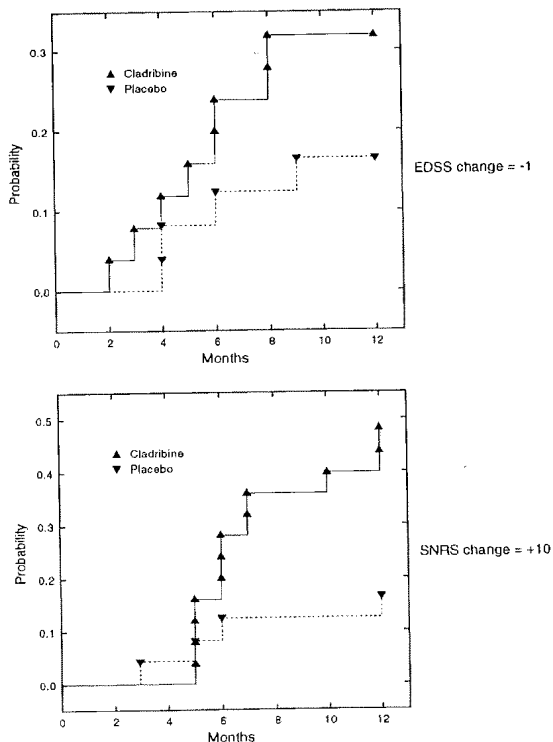 0.3
0.2
0.1
0.0
Probability
▲ Cladribine
▼ Placebo
0 2 4 6 8 10 12
Months
EDSS change = -1
0.5
0.4
0.3
0.2
0.1
0.0
Probability
▲ Cladribine
▼ Placebo
0 2 4 6 8 10 12
Months
SNRS change = +10